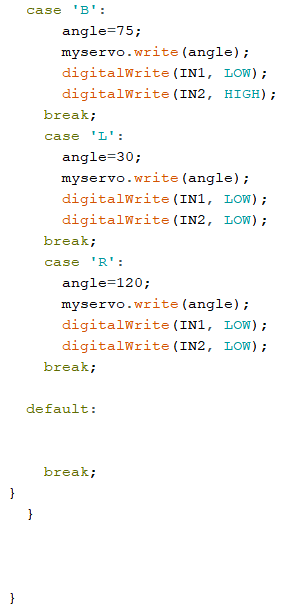 case 'B':
angle=75;
myservo.write(angle);
digitalWrite(IN1, LOW);
digitalWrite(IN2, HIGH);
break;
case 'L':
angle=30;
myservo.write(angle);
digitalWrite(IN1, LOW);
digitalWrite(IN2, LOW);
break;
case 'R':
angle=120;
myservo.write(angle);
digitalWrite(IN1, LOW);
digitalWrite(IN2, LOW);
break;
default:
break;
}
}
}